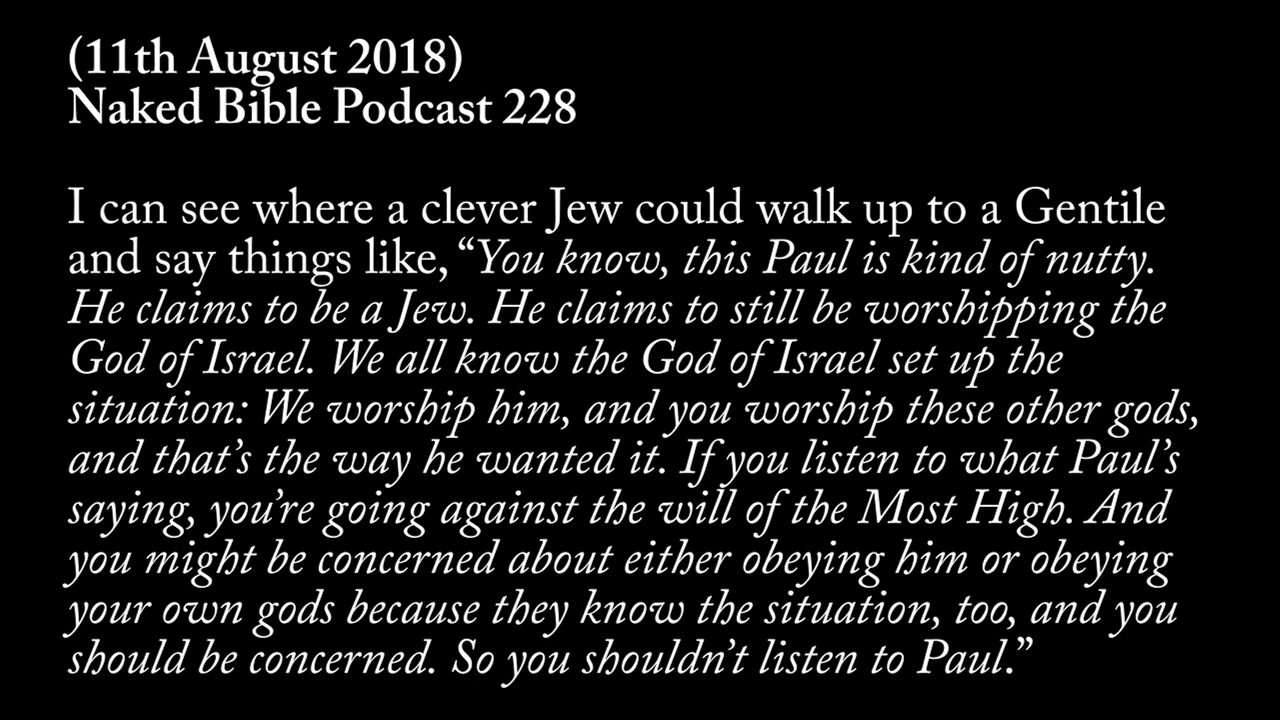 (11th August 2018)
Naked Bible Podcast 228
I can see where a clever Jew could walk up to a Gentile
and say things like, “You know, this Paul is kind of nutty.
He claims to be a Jew. He claims to still be worshipping the
God of Israel. We all know the God of Israel set up the
situation: We worship him, and you worship these other gods,
and that’s the way he wanted it. If you listen to what Paul’s
saying, you’re going against the will of the Most High. And
you might be concerned about either obeying him or obeying
your own gods because they know the situation, too, and you
should be concerned. So you shouldn’t listen to Paul.”